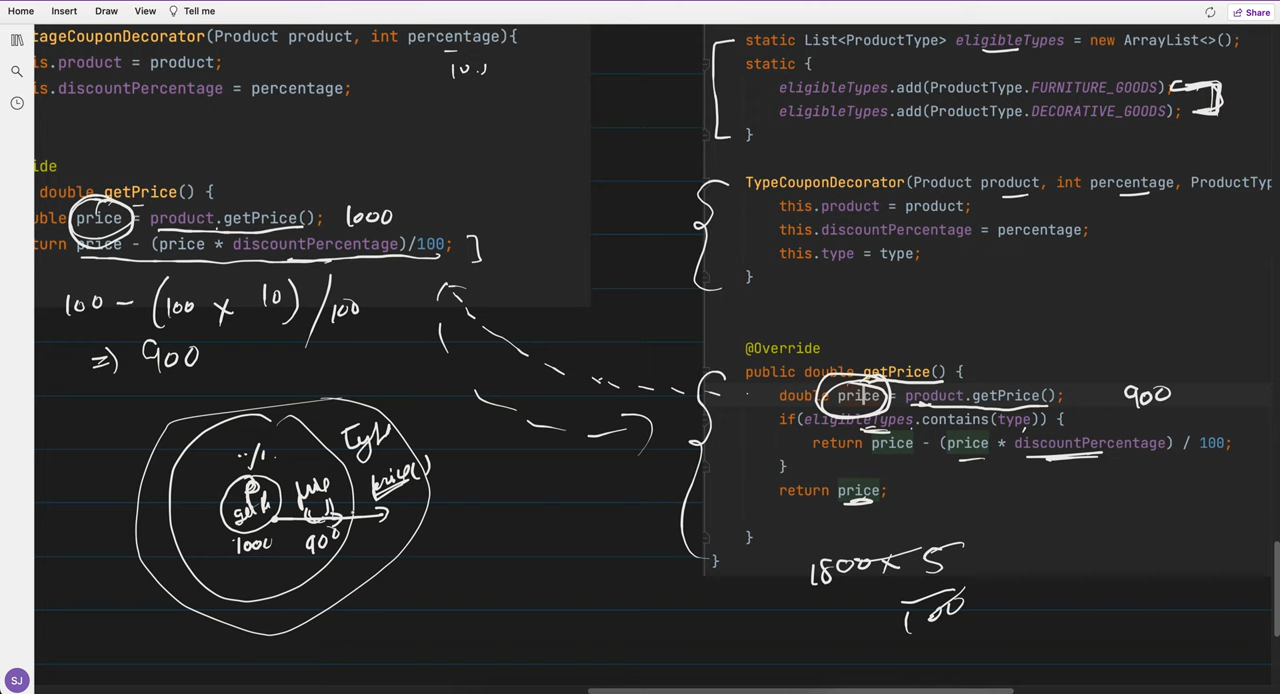 Home Insert Draw View Tell me
Share
tageCouponDecorator(Product product, int percentage){
10
is.product = product;
is.discountPercentage = percentage;
ide
double getPrice() {
uble price = product.getPrice(); 1000
urn price - (price * discountPercentage)/100;
100 - (100 x 10) / 100
=> 900
%
Type
price()
price
1000
900
static List<ProductType> eligibleTypes = new ArrayList<>();
static {
eligibleTypes.add(ProductType.FURNITURE_GOODS);
eligibleTypes.add(ProductType.DECORATIVE_GOODS);
}
TypeCouponDecorator(Product product, int percentage, ProductTyp
this.product = product;
this.discountPercentage = percentage;
this.type = type;
}
@Override
public double getPrice() {
double price = product.getPrice(); 900
if(eligibleTypes.contains(type)) {
return price - (price * discountPercentage) / 100;
}
return price;
}
}
1800 x 5
100
SJ